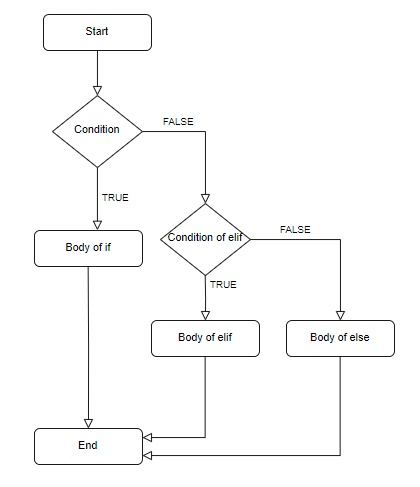 Start
Condition
FALSE
TRUE
Condition of elif
FALSE
Body of if
TRUE
Body of elif
Body of else
End